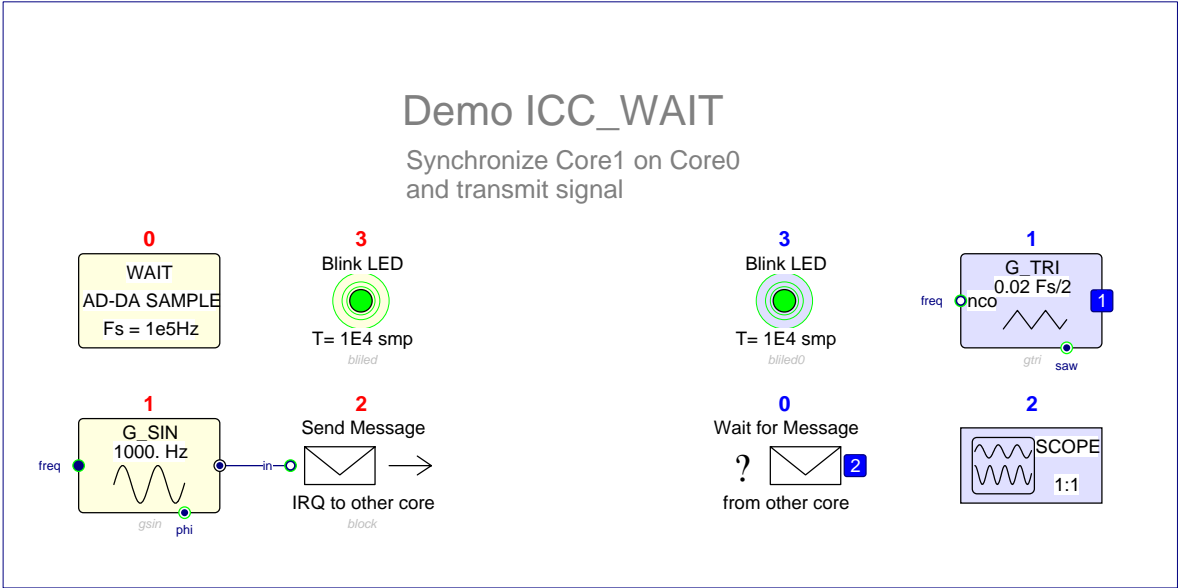 Demo ICC_WAIT
Synchronize Core1 on Core0
and transmit signal
0
WAIT
AD-DA SAMPLE
Fs = 1e5Hz
3
Blink LED
T= 1E4 smp
bliled
3
Blink LED
T= 1E4 smp
bliled0
1
G_TRI
0.02 Fs/2
freq
nco
1
gtri
saw
1
G_SIN
1000. Hz
freq
gsin
phi
2
Send Message
in
IRQ to other core
block
0
Wait for Message
?
2
from other core
2
SCOPE
1:1